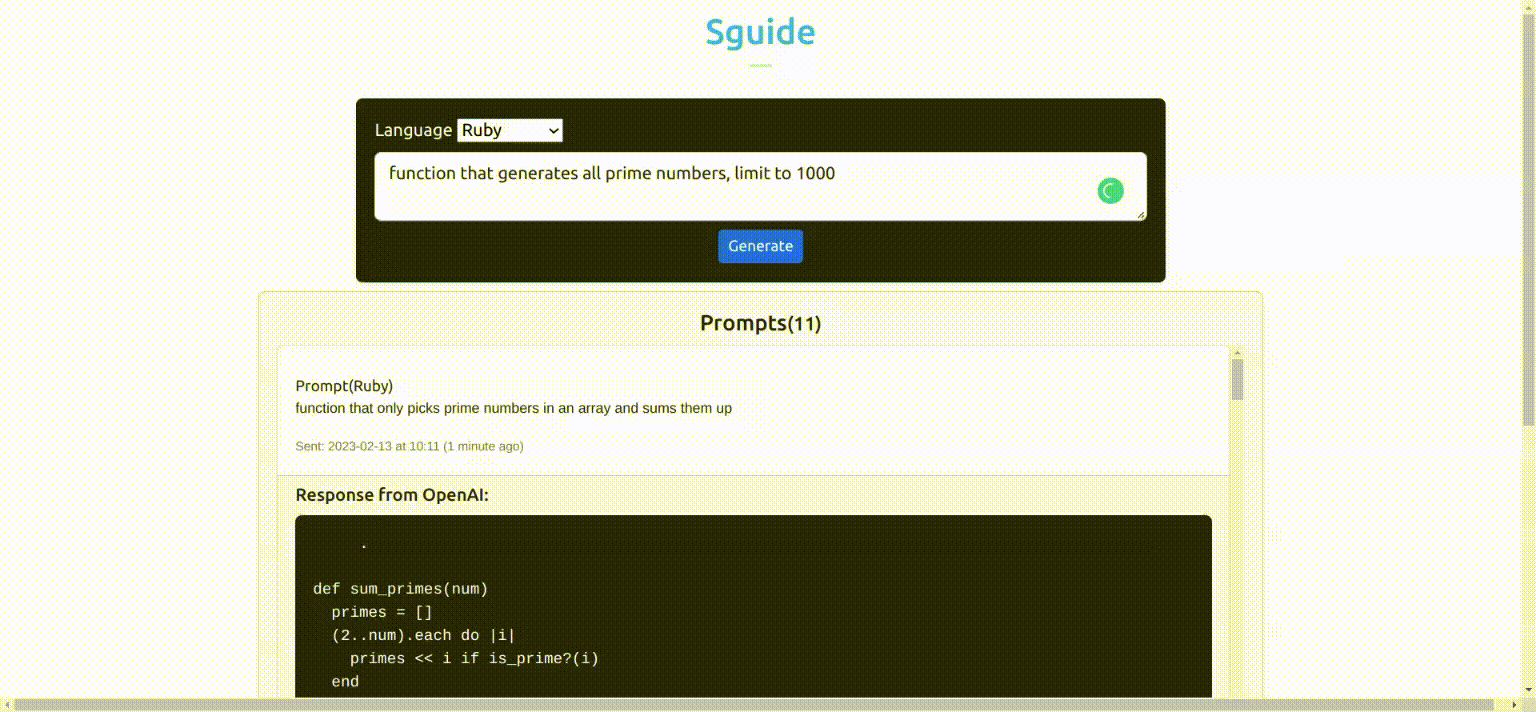 Sguide
Language Ruby
function that generates all prime numbers, limit to 1000
Generate
Prompts(11)
Prompt(Ruby)
function that only picks prime numbers in an array and sums them up
Sent: 2023-02-13 at 10:11 (1 minute ago)
Response from OpenAI:
.
def sum_primes(num)
  primes = []
  (2..num).each do |i|
    primes << i if is_prime?(i)
  end